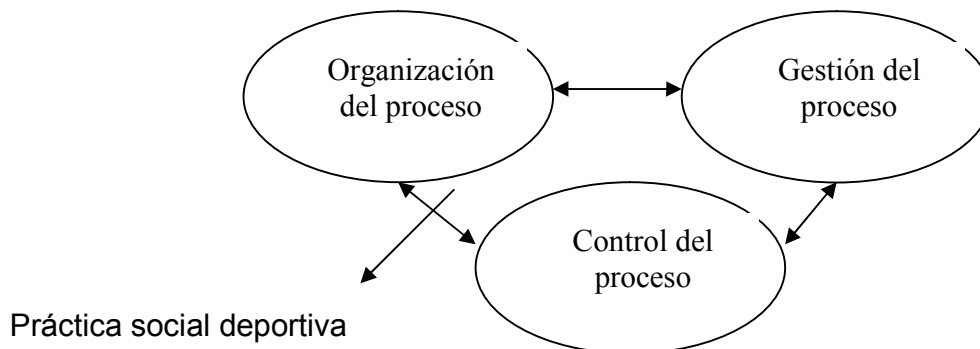 Organización
del proceso
Gestión del
proceso
Control del
proceso
Práctica social deportiva